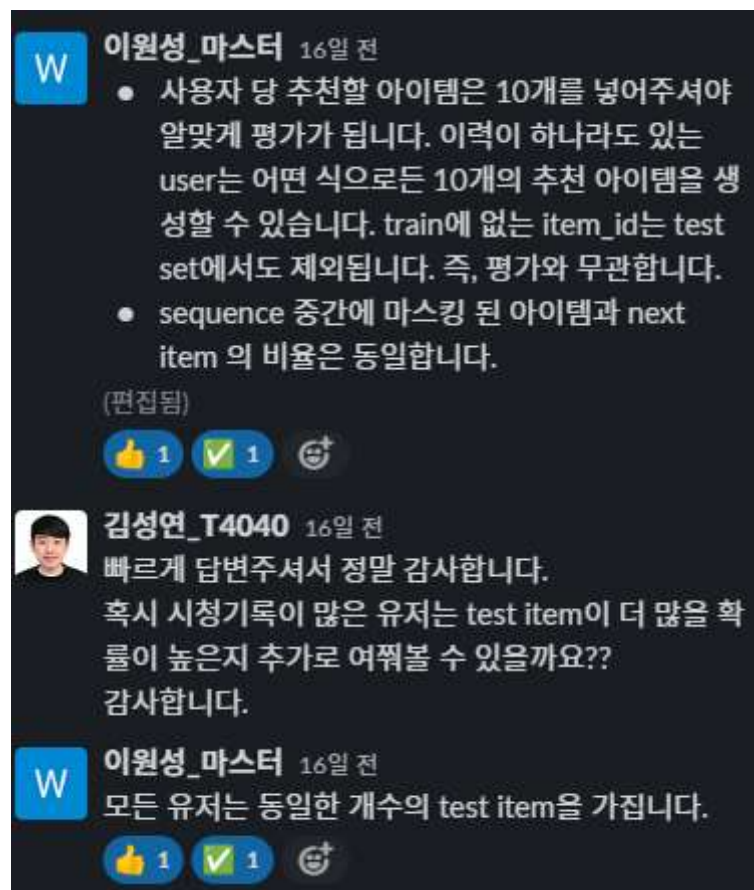 W
이원성_마스터 16일 전
• 사용자 당 추천할 아이템은 10개를 넣어주셔야
알맞게 평가가 됩니다. 이력이 하나라도 있는
user는 어떤 식으로든 10개의 추천 아이템을 생
성할 수 있습니다. train에 없는 item_id는 test
set에서도 제외됩니다. 즉, 평가와 무관합니다.
• sequence 중간에 마스킹 된 아이템과 next
item 의 비율은 동일합니다.
(편집됨)
👍 1 ✅ 1
김성연_T4040 16일 전
빠르게 답변주셔서 정말 감사합니다.
혹시 시청기록이 많은 유저는 test item이 더 많을 확
률이 높은지 추가로 여쭤볼 수 있을까요??
감사합니다.
W
이원성_마스터 16일 전
모든 유저는 동일한 개수의 test item을 가집니다.
👍 1 ✅ 1